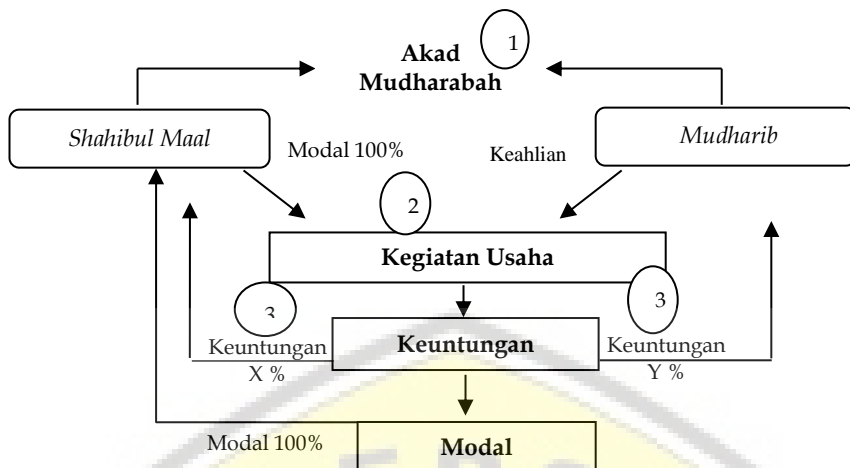 Akad
Mudharabah
1
Shahibul Maal
Mudharib
Modal 100%
Keahlian
2
Kegiatan Usaha
3
3
Keuntungan
X %
Keuntungan
Keuntungan
Y %
Modal 100%
Modal